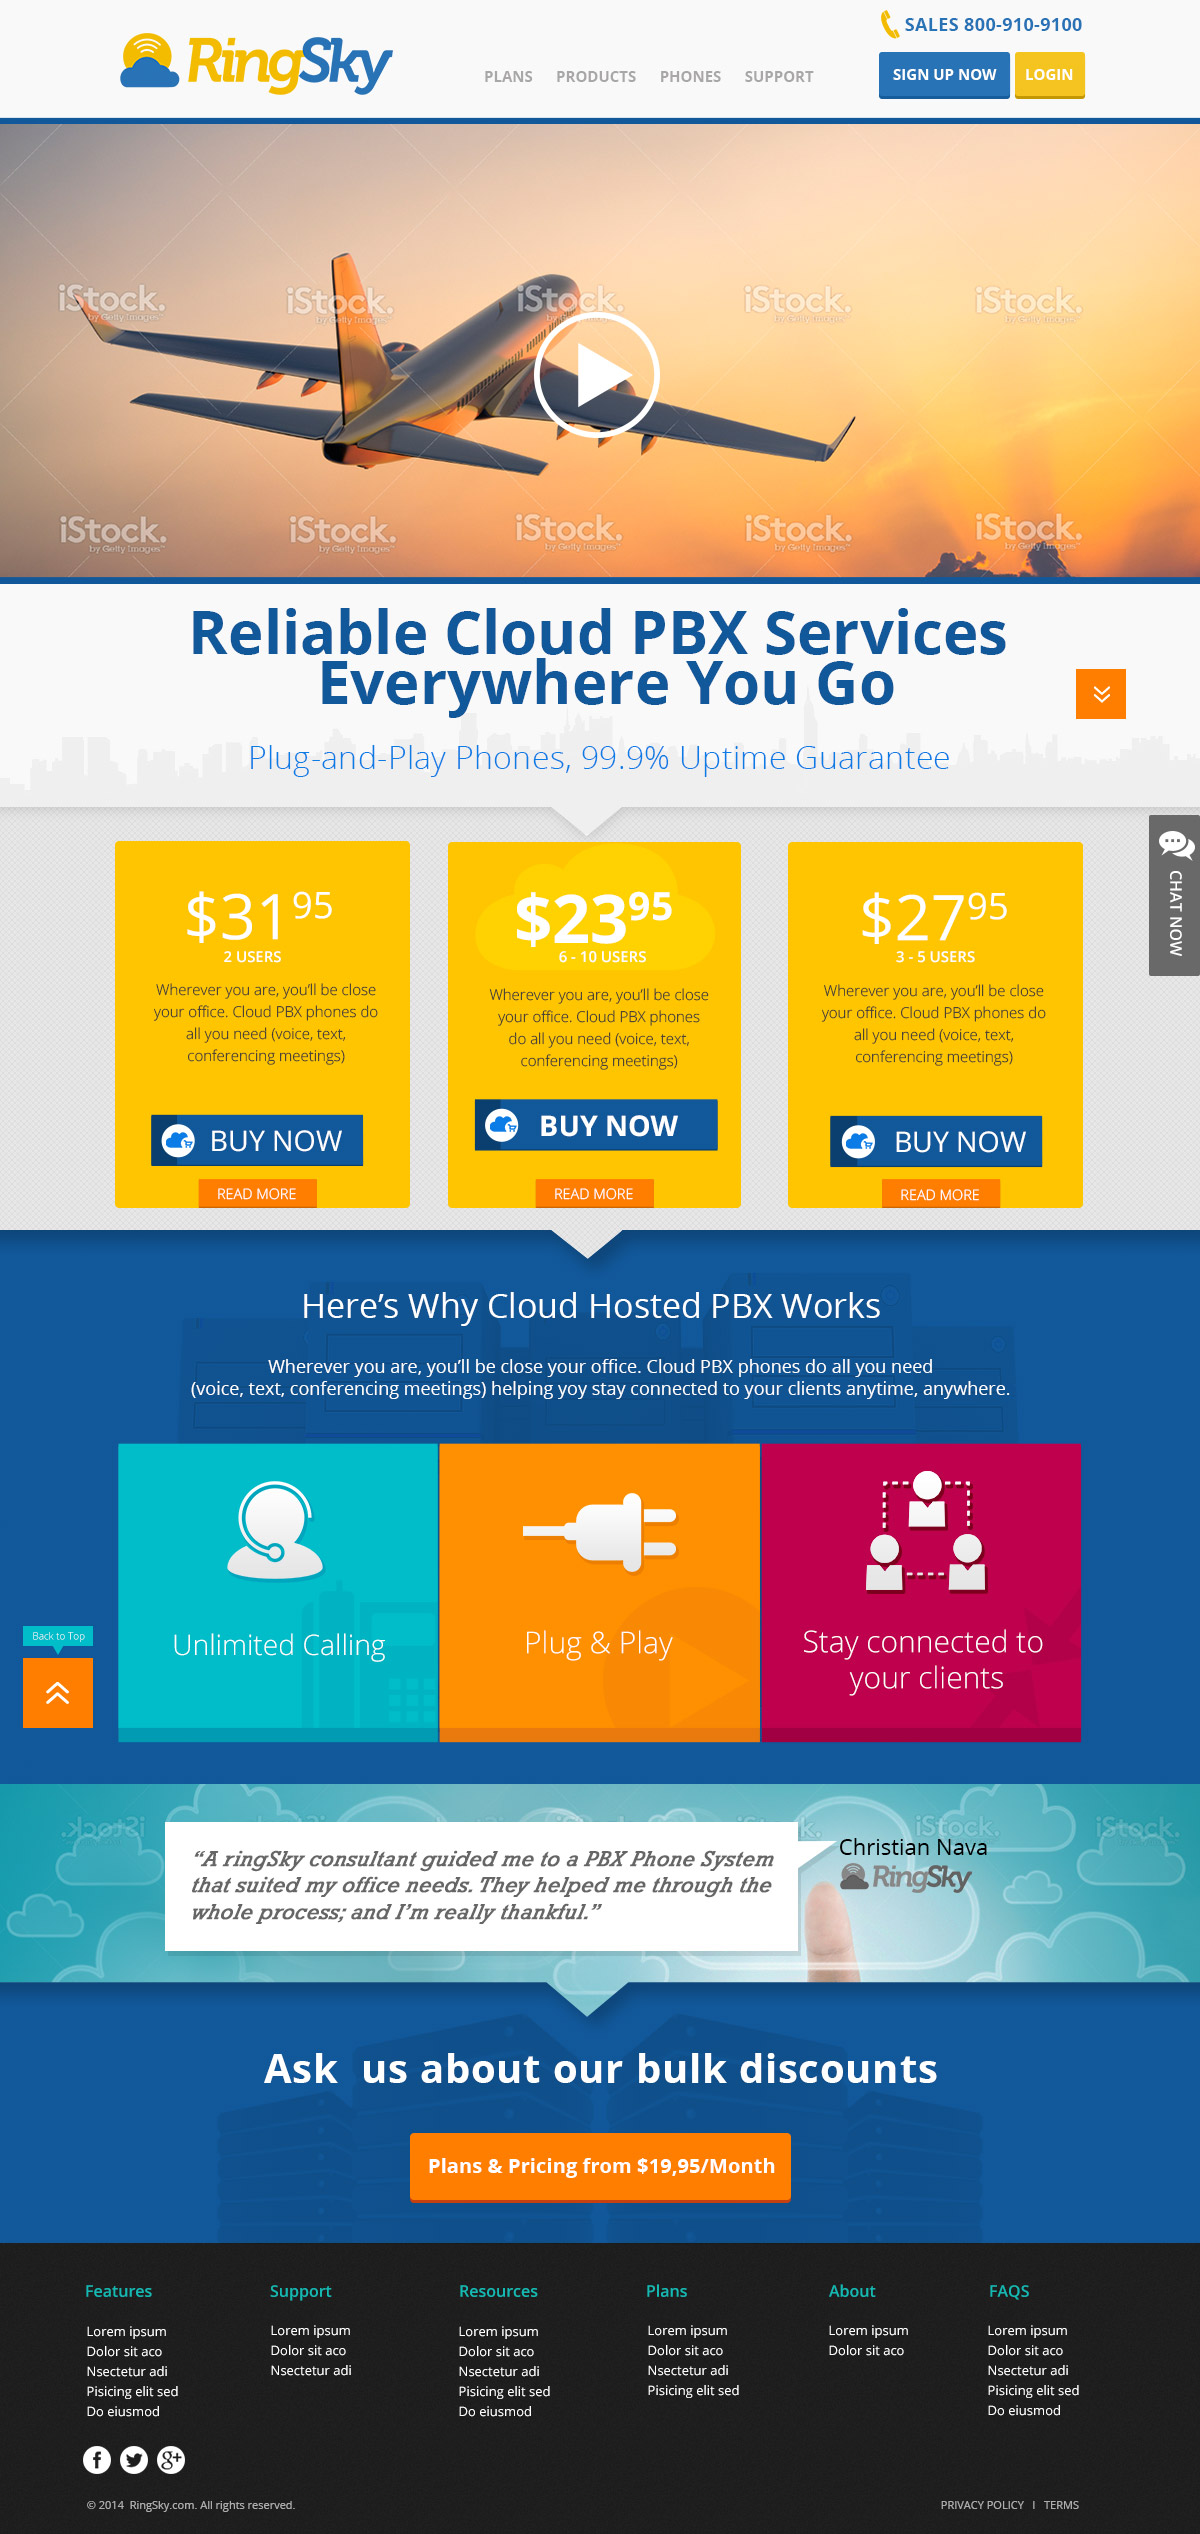 RingSky
PLANS PRODUCTS PHONES SUPPORT
SALES 800-910-9100
SIGN UP NOW
LOGIN
iStock. iStock. iStock. iStock. iStock.
by Getty Images™ by Getty Images™ by Getty Images™ by Getty Images™ by Getty Images™
iStock. iStock. iStock. iStock. iStock.
by Getty Images™ by Getty Images™ by Getty Images™ by Getty Images™ by Getty Images™
Reliable Cloud PBX Services
Everywhere You Go
Plug-and-Play Phones, 99.9% Uptime Guarantee
CHAT NOW
$31 95
2 USERS
Wherever you are, you'll be close
your office. Cloud PBX phones do
all you need (voice, text,
conferencing meetings)
BUY NOW
READ MORE
$23 95
6 - 10 USERS
Wherever you are, you'll be close
your office. Cloud PBX phones
do all you need (voice, text,
conferencing meetings)
BUY NOW
READ MORE
$27 95
3 - 5 USERS
Wherever you are, you'll be close
your office. Cloud PBX phones do
all you need (voice, text,
conferencing meetings)
BUY NOW
READ MORE
Here's Why Cloud Hosted PBX Works
Wherever you are, you'll be close your office. Cloud PBX phones do all you need
(voice, text, conferencing meetings) helping yoy stay connected to your clients anytime, anywhere.
Unlimited Calling
Plug & Play
Stay connected to
your clients
Back to Top
iStock. iStock. iStock. iStock. iStock.
“A ringSky consultant guided me to a PBX Phone System
that suited my office needs. They helped me through the
whole process; and I'm really thankful.”
Christian Nava
RingSky
Ask us about our bulk discounts
Plans & Pricing from $19,95/Month
Features
Lorem ipsum
Dolor sit aco
Nsectetur adi
Pisicing elit sed
Do eiusmod
Support
Lorem ipsum
Dolor sit aco
Nsectetur adi
Resources
Lorem ipsum
Dolor sit aco
Nsectetur adi
Pisicing elit sed
Do eiusmod
Plans
Lorem ipsum
Dolor sit aco
Nsectetur adi
Pisicing elit sed
About
Lorem ipsum
Dolor sit aco
FAQS
Lorem ipsum
Dolor sit aco
Nsectetur adi
Pisicing elit sed
Do eiusmod
f g+
© 2014 RingSky.com. All rights reserved.
PRIVACY POLICY I TERMS